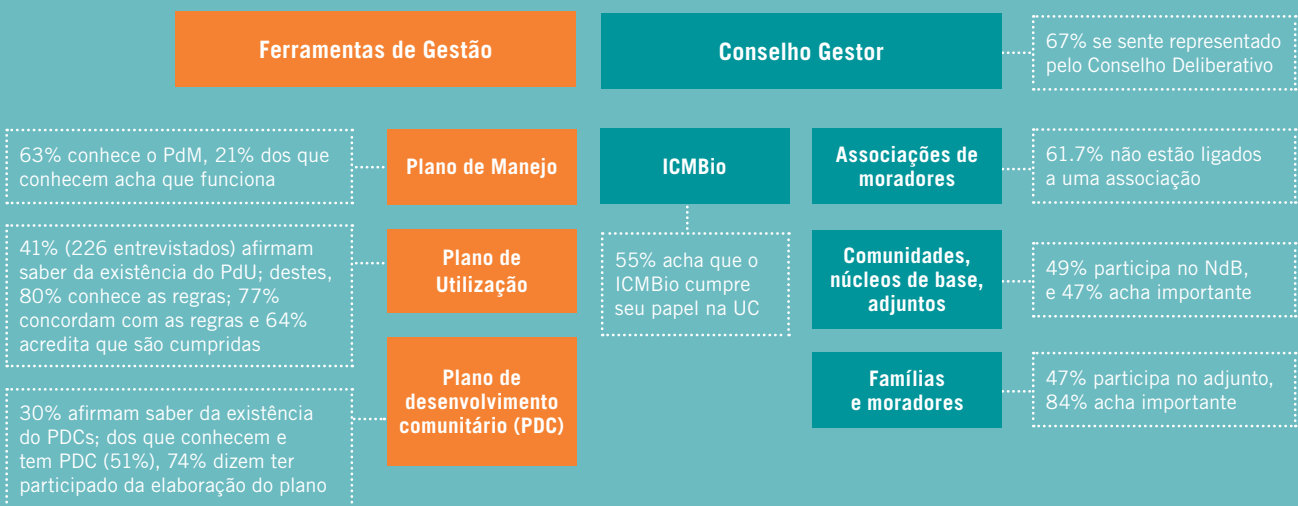 Ferramentas de Gestão
Conselho Gestor
67% se sente representado
pelo Conselho Deliberativo
63% conhece o PdM, 21% dos que
conhecem acha que funciona
Plano de Manejo
ICMBio
Associações de
moradores
61.7% não estão ligados
a uma associação
41% (226 entrevistados) afirmam
saber da existência do PdU; destes,
80% conhece as regras; 77%
concordam com as regras e 64%
acredita que são cumpridas
Plano de
Utilização
55% acha que o
ICMBio cumpre
seu papel na UC
Comunidades,
núcleos de base,
adjuntos
49% participa no NdB,
e 47% acha importante
30% afirmam saber da existência
do PDCs; dos que conhecem e
tem PDC (51%), 74% dizem ter
participado da elaboração do plano
Plano de
desenvolvimento
comunitário (PDC)
Famílias
e moradores
47% participa no adjunto,
84% acha importante